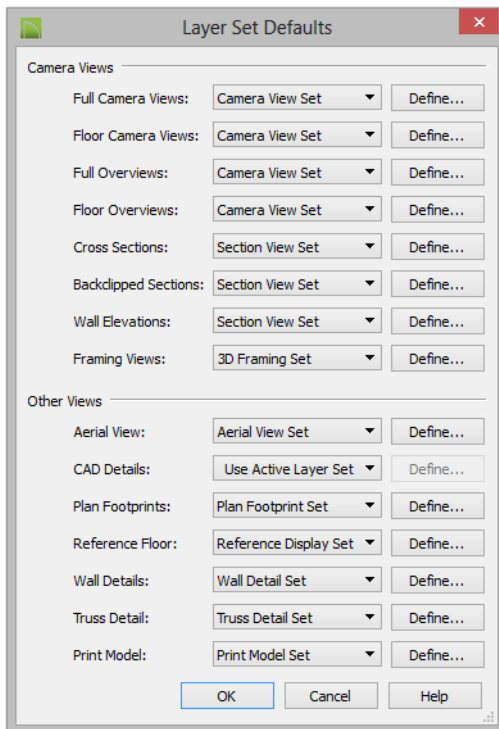 Layer Set Defaults
Camera Views
Full Camera Views: Camera View Set Define...
Floor Camera Views: Camera View Set Define...
Full Overviews: Camera View Set Define...
Floor Overviews: Camera View Set Define...
Cross Sections: Section View Set Define...
Backclipped Sections: Section View Set Define...
Wall Elevations: Section View Set Define...
Framing Views: 3D Framing Set Define...
Other Views
Aerial View: Aerial View Set Define...
CAD Details: Use Active Layer Set Define...
Plan Footprints: Plan Footprint Set Define...
Reference Floor: Reference Display Set Define...
Wall Details: Wall Detail Set Define...
Truss Detail: Truss Detail Set Define...
Print Model: Print Model Set Define...
OK Cancel Help